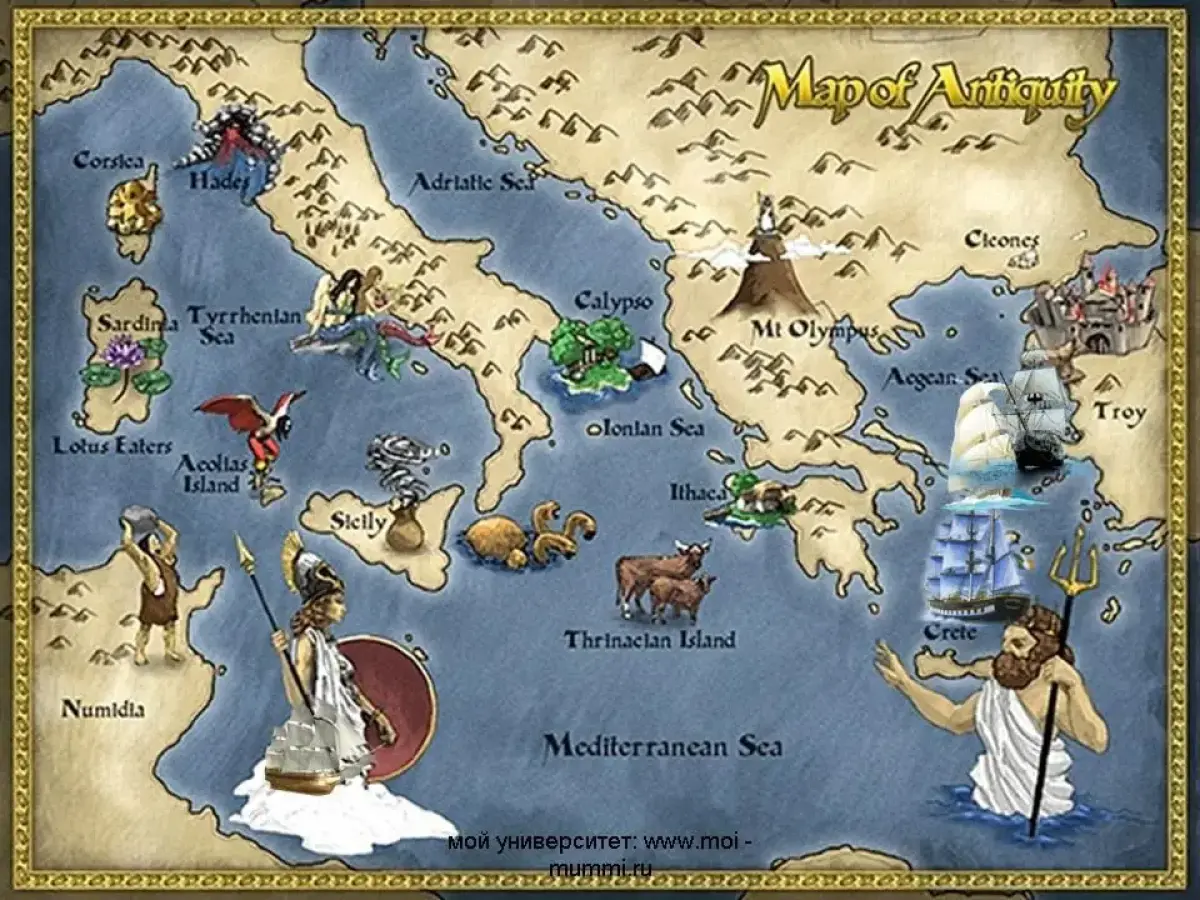 Map of Antiquity
Corsica
Hades
Adriatic Sea
Cicones
Calypso
Sardinia
Tyrrhenian
Sea
Mt Olympus
Aegean Sea
Troy
Ionian Sea
Lotus Eaters
Aeolias
Island
Ithaca
Sicily
Thrinacian Island
Crete
Numidia
Mediterranean Sea
мой университет: www.moi -
mummi.ru